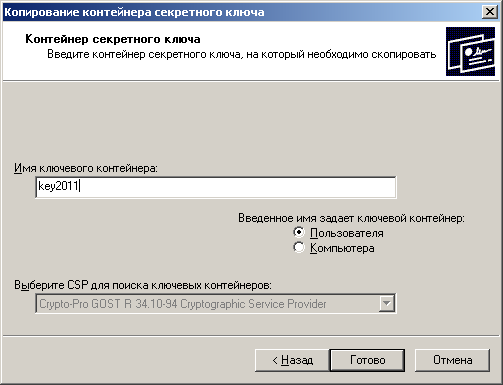 Копирование контейнера секретного ключа
Контейнер секретного ключа
Введите контейнер секретного ключа, на который необходимо скопировать
Имя ключевого контейнера:
key2011
Введенное имя задает ключевой контейнер:
Пользователя
Компьютера
Выберите CSP для поиска ключевых контейнеров:
Crypto-Pro GOST R 34.10-94 Cryptographic Service Provider
< Назад
Готово
Отмена